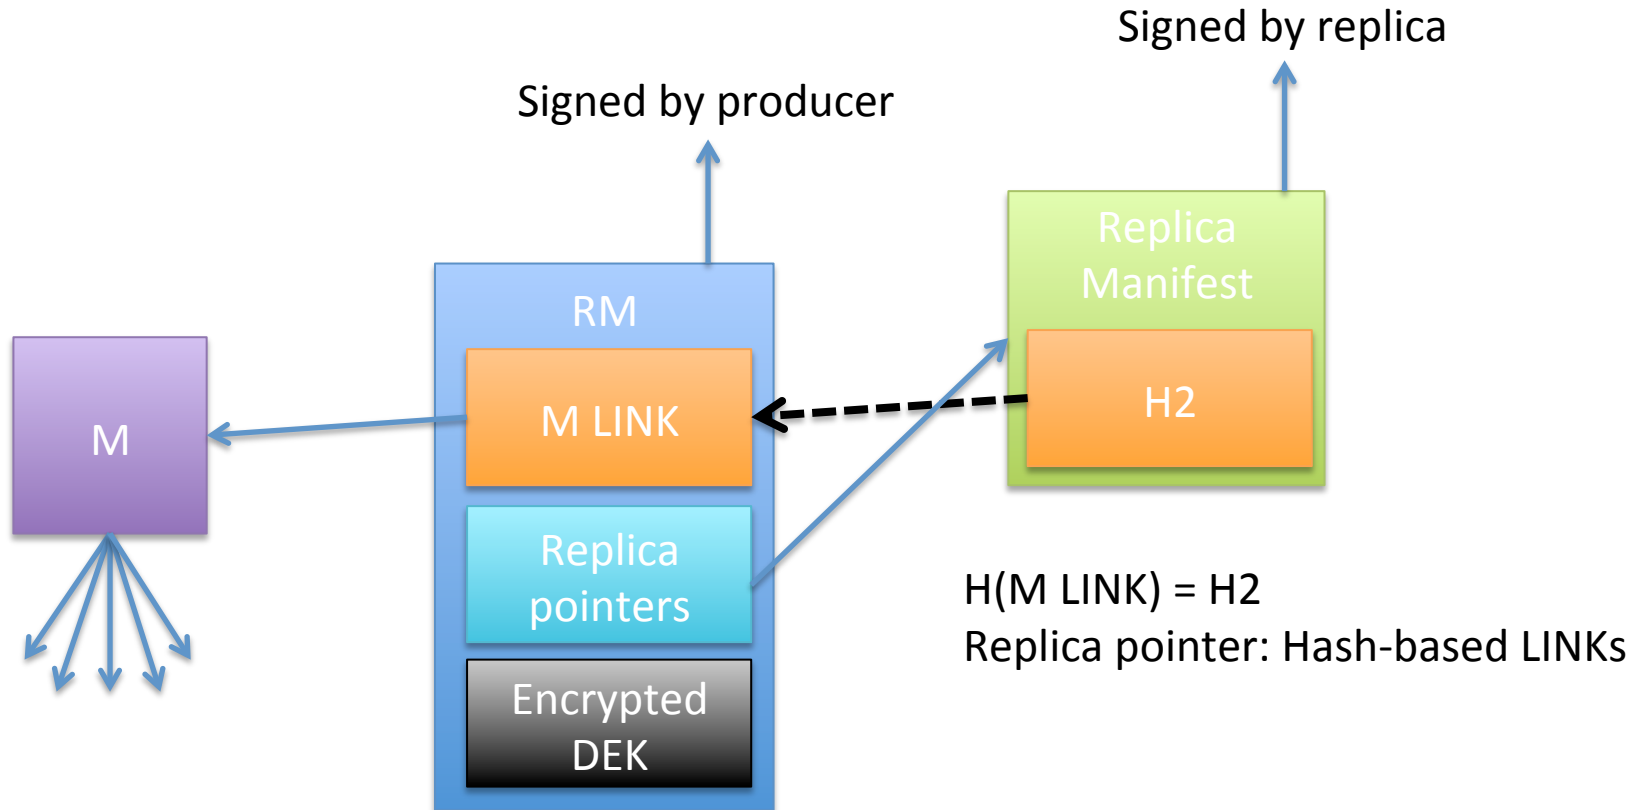 Signed by replica
Signed by producer
Replica
Manifest
RM
M LINK
H2
M
Replica
pointers
H(M LINK) = H2
Replica pointer: Hash-based LINKs
Encrypted
DEK